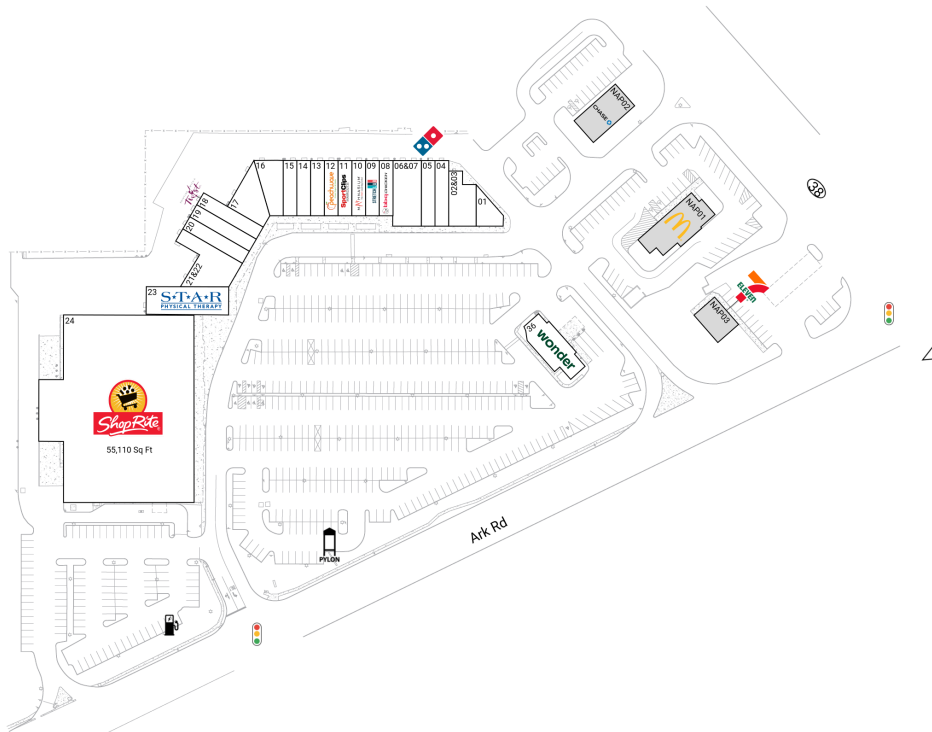 NAP02
CHASE
38
16
15
14
13
12
11
10
09
08
06&07
05
04
02&03
01
SportClips
NAP01
17
18
19
20
21&22
ELEVEN
NAP03
23
S·T·A·R
PHYSICAL THERAPY
24
36
wonder
ShopRite
55,110 Sq Ft
Ark Rd
PYLON